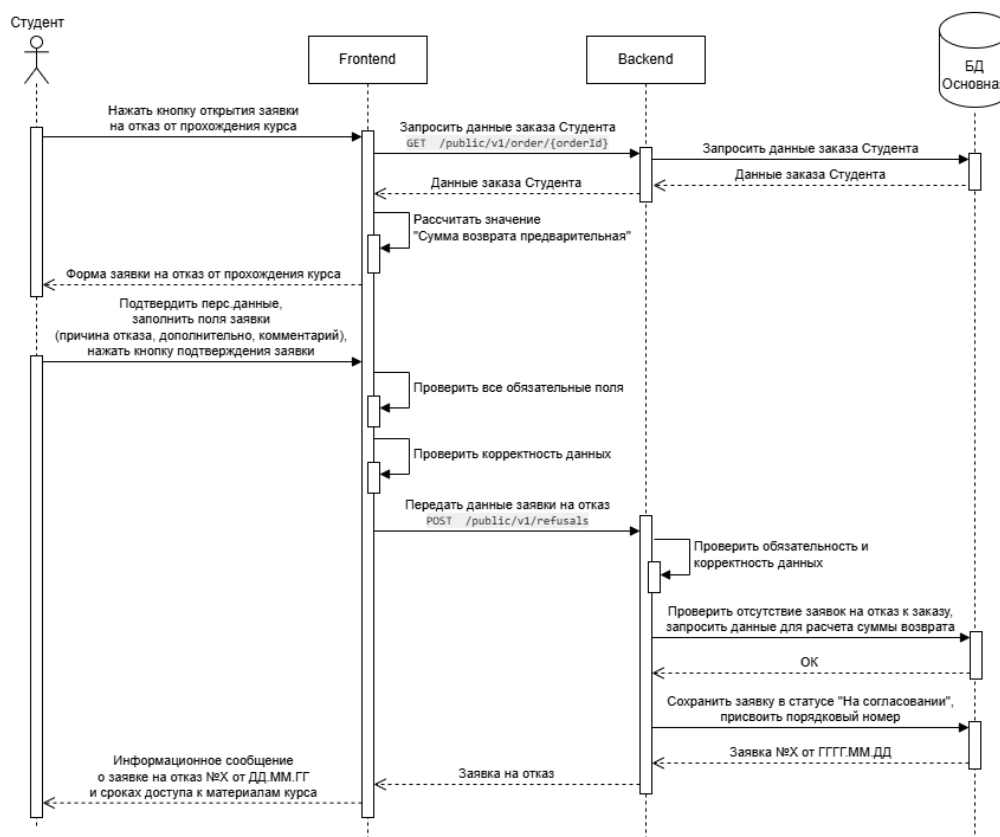 Студент
Frontend
Backend
БД
Основная
Нажать кнопку открытия заявки
на отказ от прохождения курса
Запросить данные заказа Студента
GET /public/v1/order/{orderId}
Запросить данные заказа Студента
Данные заказа Студента
Данные заказа Студента
Рассчитать значение
"Сумма возврата предварительная"
Форма заявки на отказ от прохождения курса
Подтвердить перс.данные,
заполнить поля заявки
(причина отказа, дополнительно, комментарий),
нажать кнопку подтверждения заявки
Проверить все обязательные поля
Проверить корректность данных
Передать данные заявки на отказ
POST /public/v1/refusals
Проверить обязательность и
корректность данных
Проверить отсутствие заявок на отказ к заказу,
запросить данные для расчета суммы возврата
ОК
Сохранить заявку в статусе "На согласовании",
присвоить порядковый номер
Заявка №X от ГГГГ.ММ.ДД
Заявка на отказ
Информационное сообщение
о заявке на отказ №X от ДД.ММ.ГГ
и сроках доступа к материалам курса